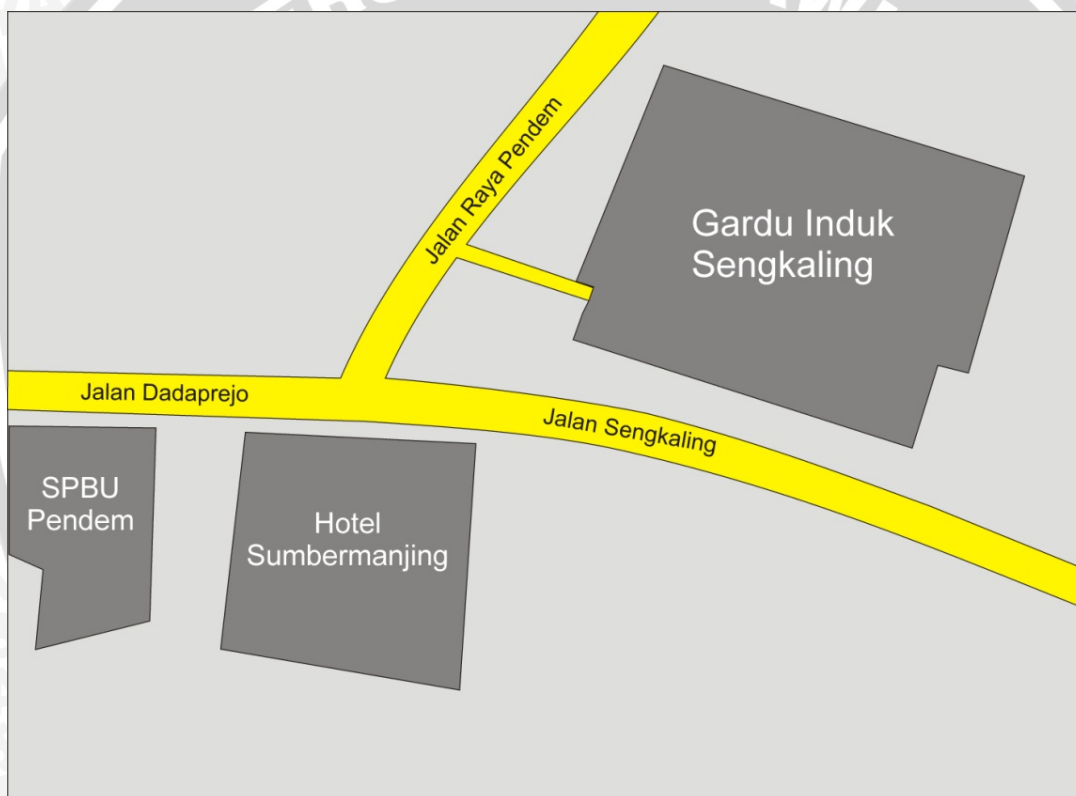 Jalan Raya Pendem
Gardu Induk
Sengkaling
Jalan Dadaprejo
Jalan Sengkaling
SPBU
Pendem
Hotel
Sumbermanjing